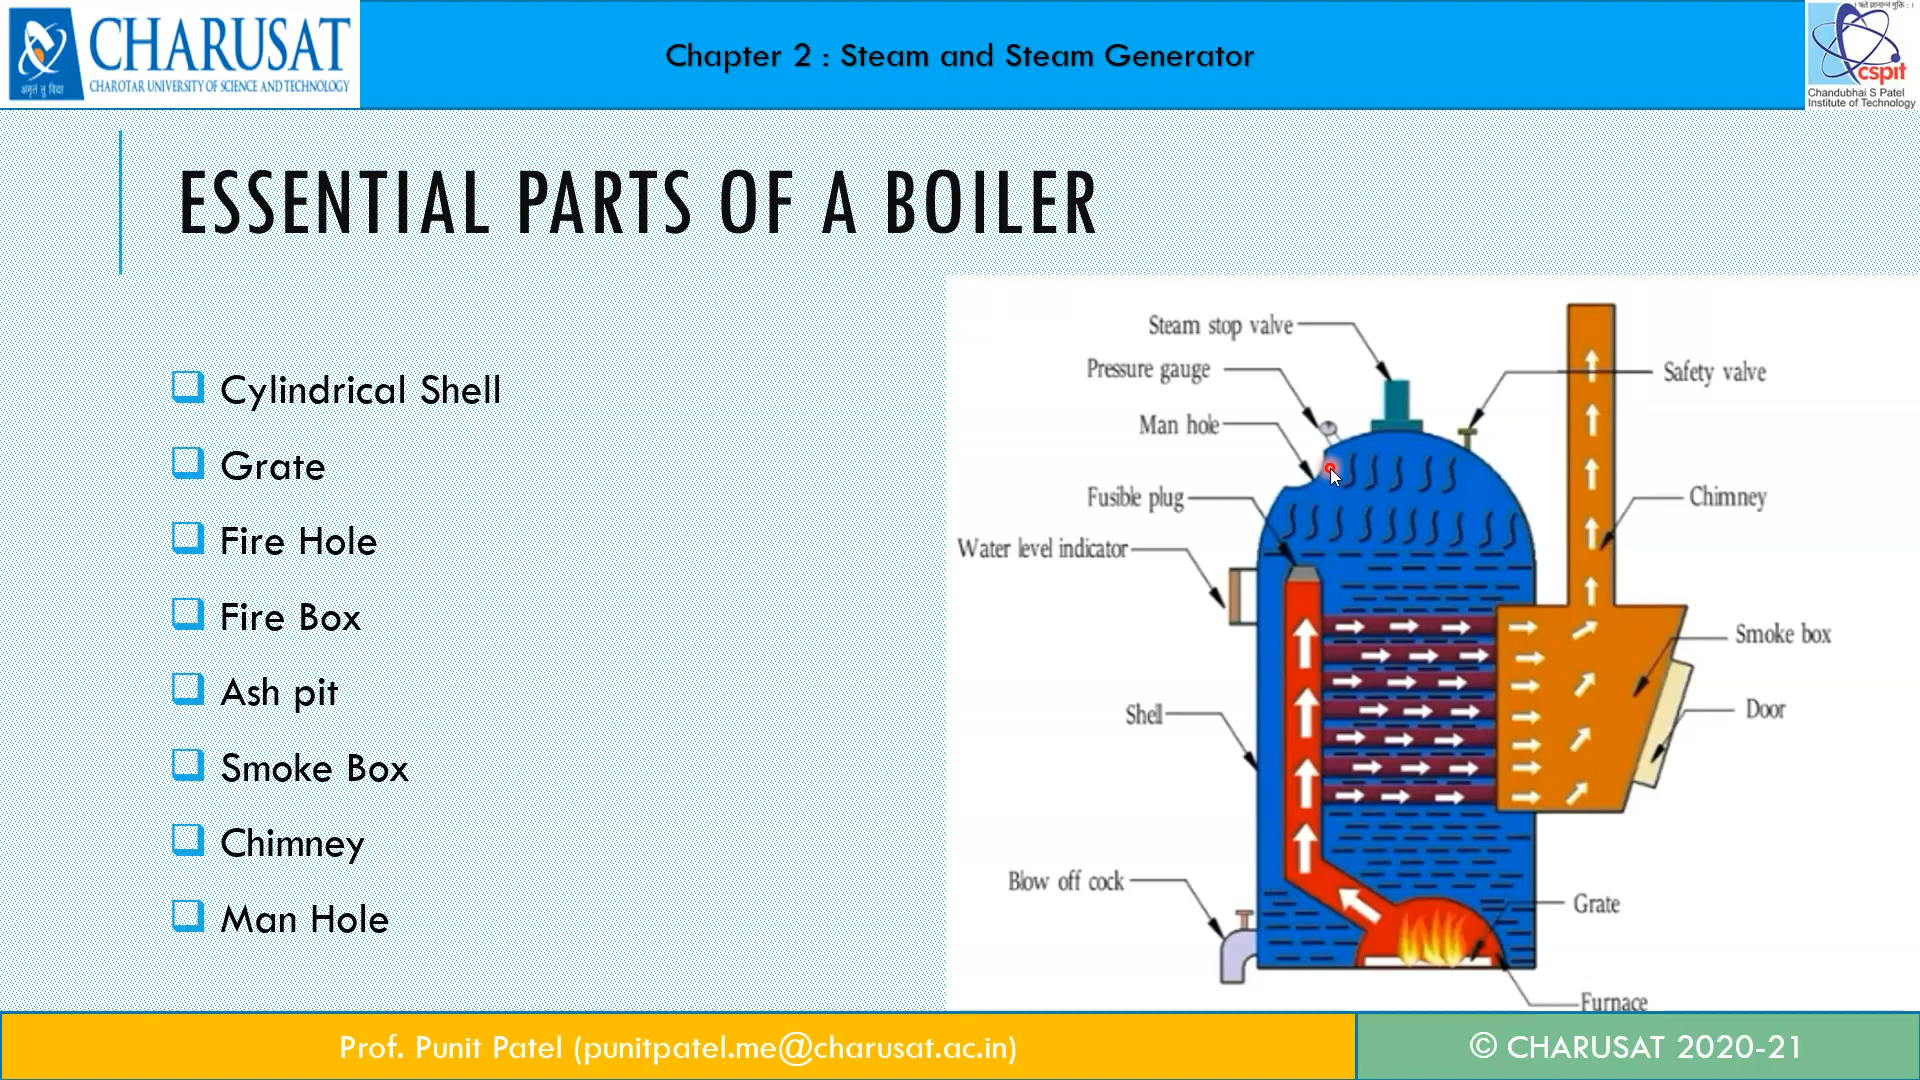 CHARUSAT
CHAROTAR UNIVERSITY OF SCIENCE AND TECHNOLOGY
Chapter 2 : Steam and Steam Generator
cspit
Chandubhai S Patel
Institute of Technology
ESSENTIAL PARTS OF A BOILER
Cylindrical Shell
Grate
Fire Hole
Fire Box
Ash pit
Smoke Box
Chimney
Man Hole
Steam stop valve
Pressure gauge
Safety valve
Man hole
Fusible plug
Chimney
Water level indicator
Smoke box
Shell
Door
Blow off cock
Grate
Furnace
Prof. Punit Patel (punitpatel.me@charusat.ac.in)
© CHARUSAT 2020-21